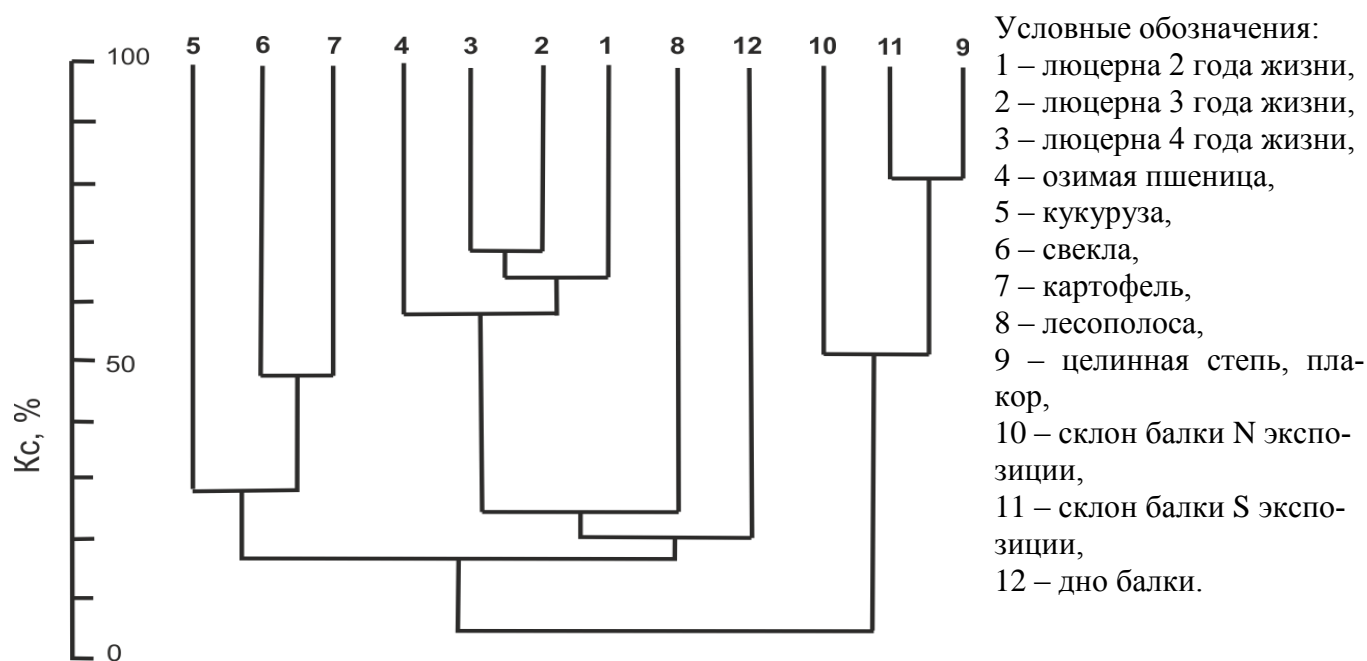 5 6 7 4 3 2 1 8 12 10 11 9
100
50
0
Кс, %
Условные обозначения:
1 – люцерна 2 года жизни,
2 – люцерна 3 года жизни,
3 – люцерна 4 года жизни,
4 – озимая пшеница,
5 – кукуруза,
6 – свекла,
7 – картофель,
8 – лесополоса,
9 – целинная степь, пла-
кор,
10 – склон балки N экспо-
зиции,
11 – склон балки S экспо-
зиции,
12 – дно балки.